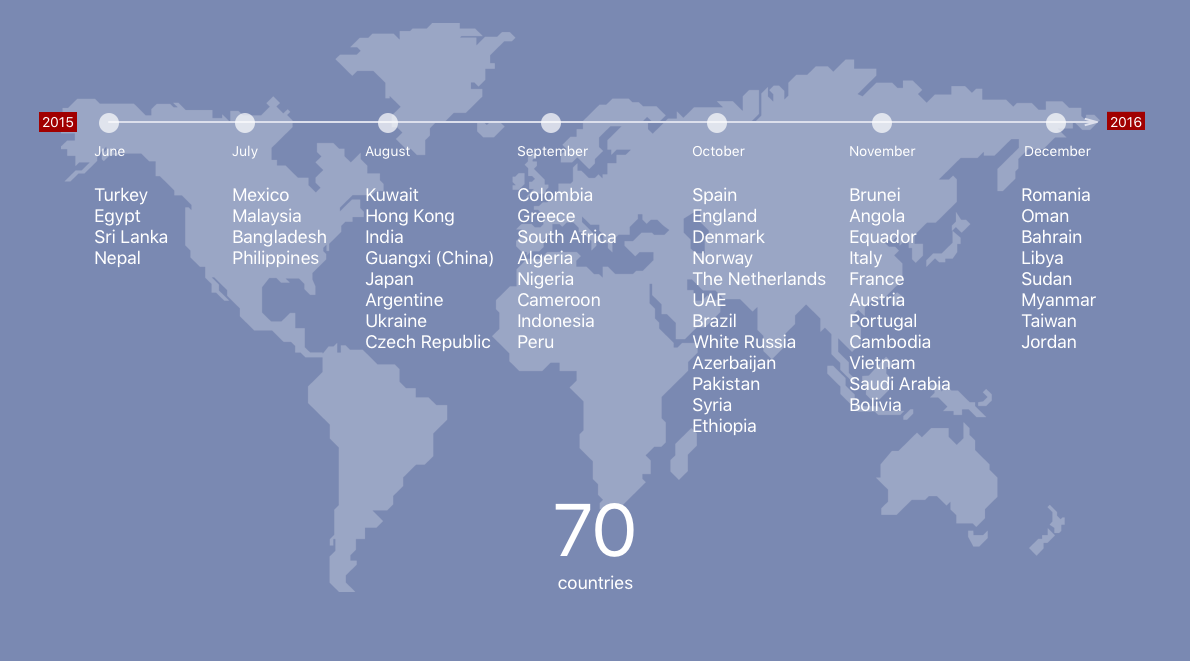 2015
2016
June
Turkey
Egypt
Sri Lanka
Nepal
July
Mexico
Malaysia
Bangladesh
Philippines
August
Kuwait
Hong Kong
India
Guangxi (China)
Japan
Argentine
Ukraine
Czech Republic
September
Colombia
Greece
South Africa
Algeria
Nigeria
Cameroon
Indonesia
Peru
October
Spain
England
Denmark
Norway
The Netherlands
UAE
Brazil
White Russia
Azerbaijan
Pakistan
Syria
Ethiopia
November
Brunei
Angola
Equador
Italy
France
Austria
Portugal
Cambodia
Vietnam
Saudi Arabia
Bolivia
December
Romania
Oman
Bahrain
Libya
Sudan
Myanmar
Taiwan
Jordan
70
countries